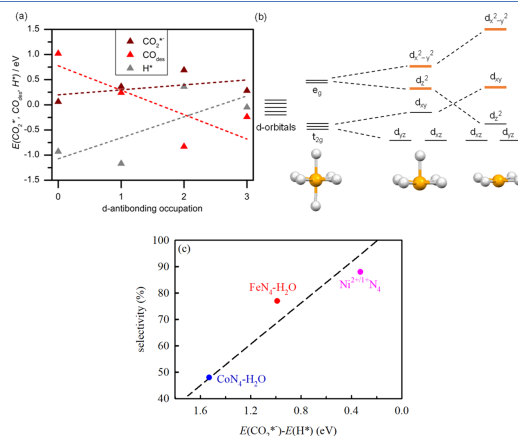 (a)
1.5
1.0
0.5
0.0
-0.5
-1.0
-1.5
E(CO₂*⁻, COdes, H*) / eV
CO₂*⁻
COdes
H*
0
1
2
3
d-antibonding occupation
(b)
d-orbitals
eg
t2g
dx²-y²
dz²
dxy
dyz
dxz
dx²-y²
dxy
dz²
dxz
dyz
(c)
100
90
80
70
60
50
40
selectivity (%)
FeN₄-H₂O
Ni²⁺/¹⁺N₄
CoN₄-H₂O
1.6
1.2
0.8
0.4
0.0
E(CO₂*⁻)-E(H*) (eV)